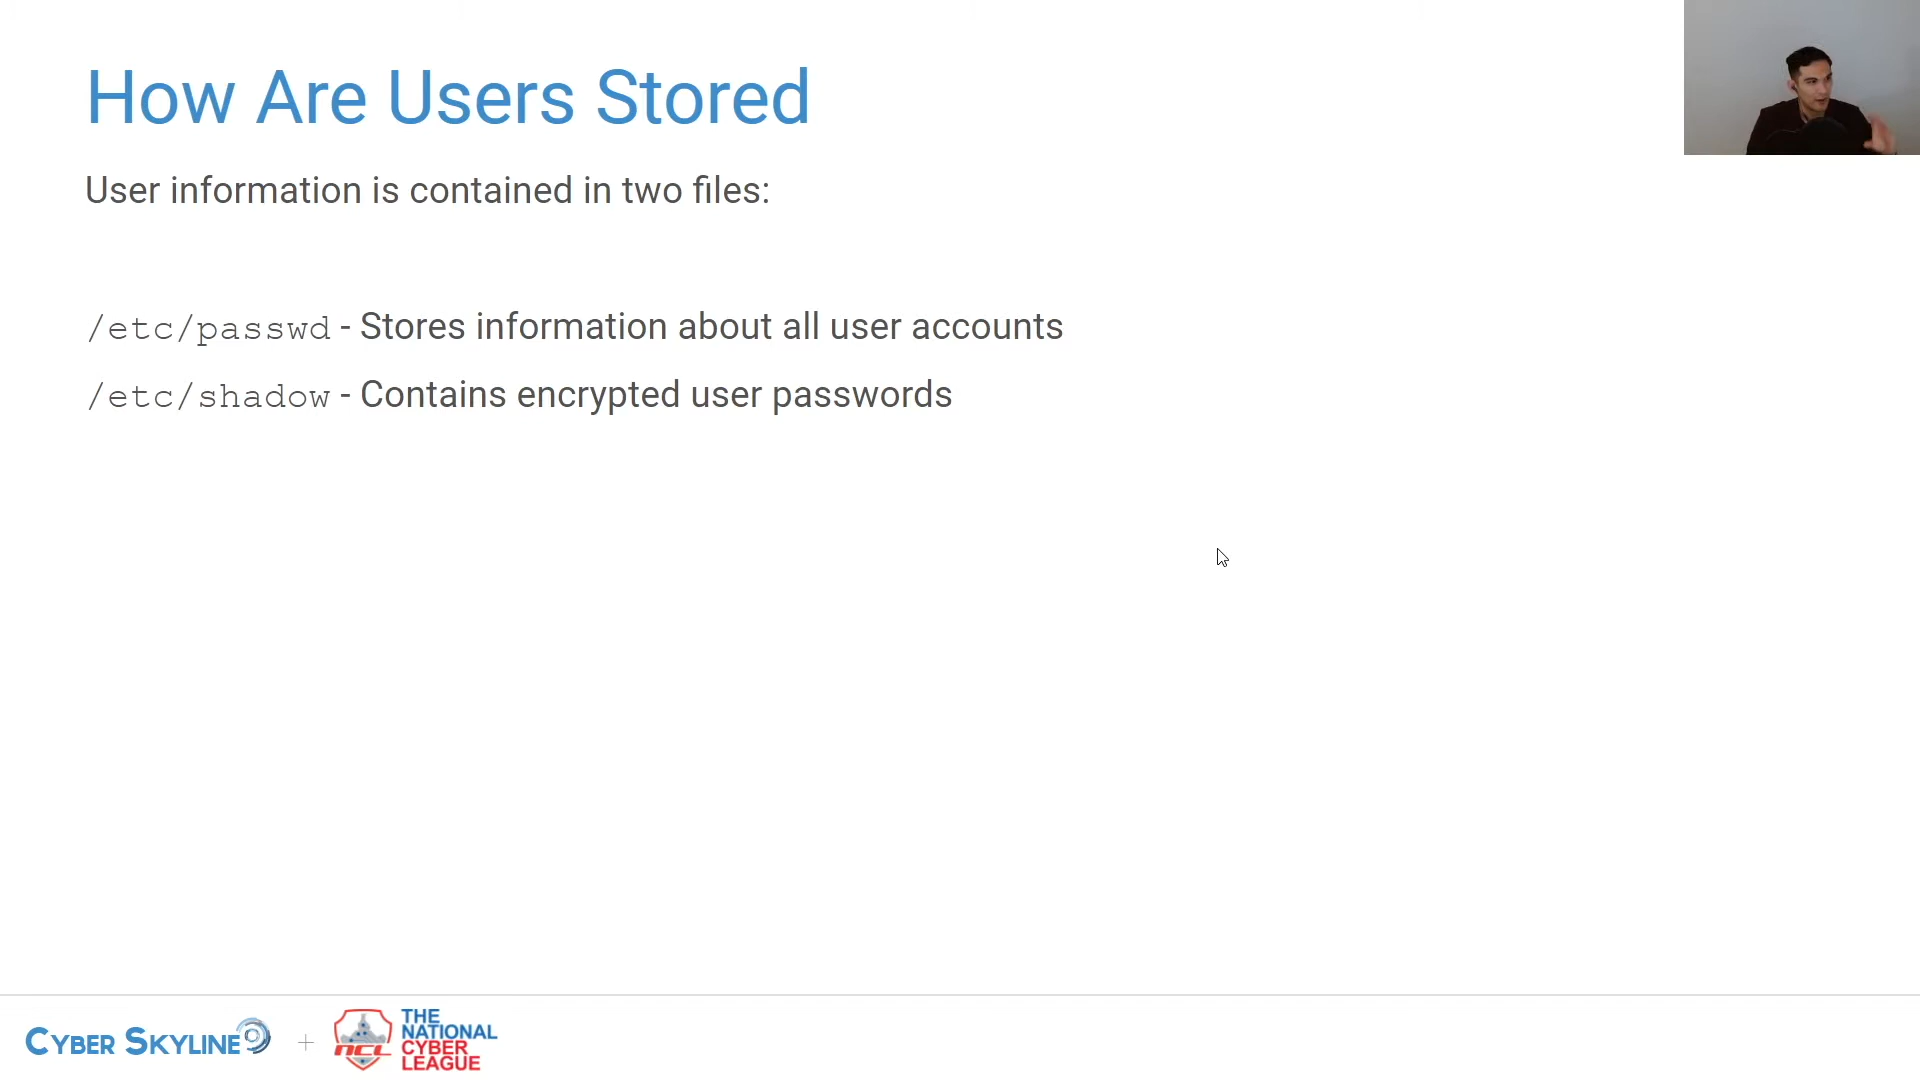 How Are Users Stored
User information is contained in two files:
/etc/passwd - Stores information about all user accounts
/etc/shadow - Contains encrypted user passwords
CYBER SKYLINE + NCL THE NATIONAL CYBER LEAGUE